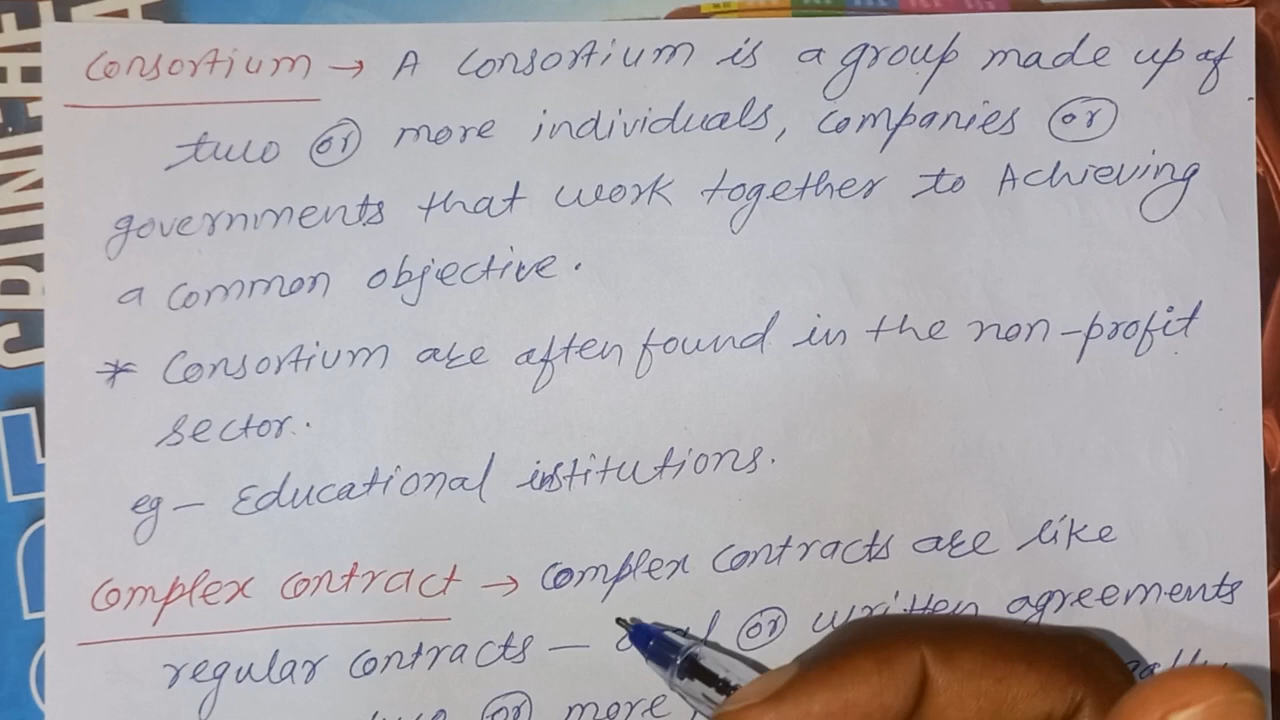 Consortium → A consortium is a group made up of
two or more individuals, companies or
governments that work together to Achieving
a common objective.
* Consortium are often found in the non-profit
sector.
eg - Educational institutions.
Complex contract → complex contracts are like
regular contracts — or written agreements
or more